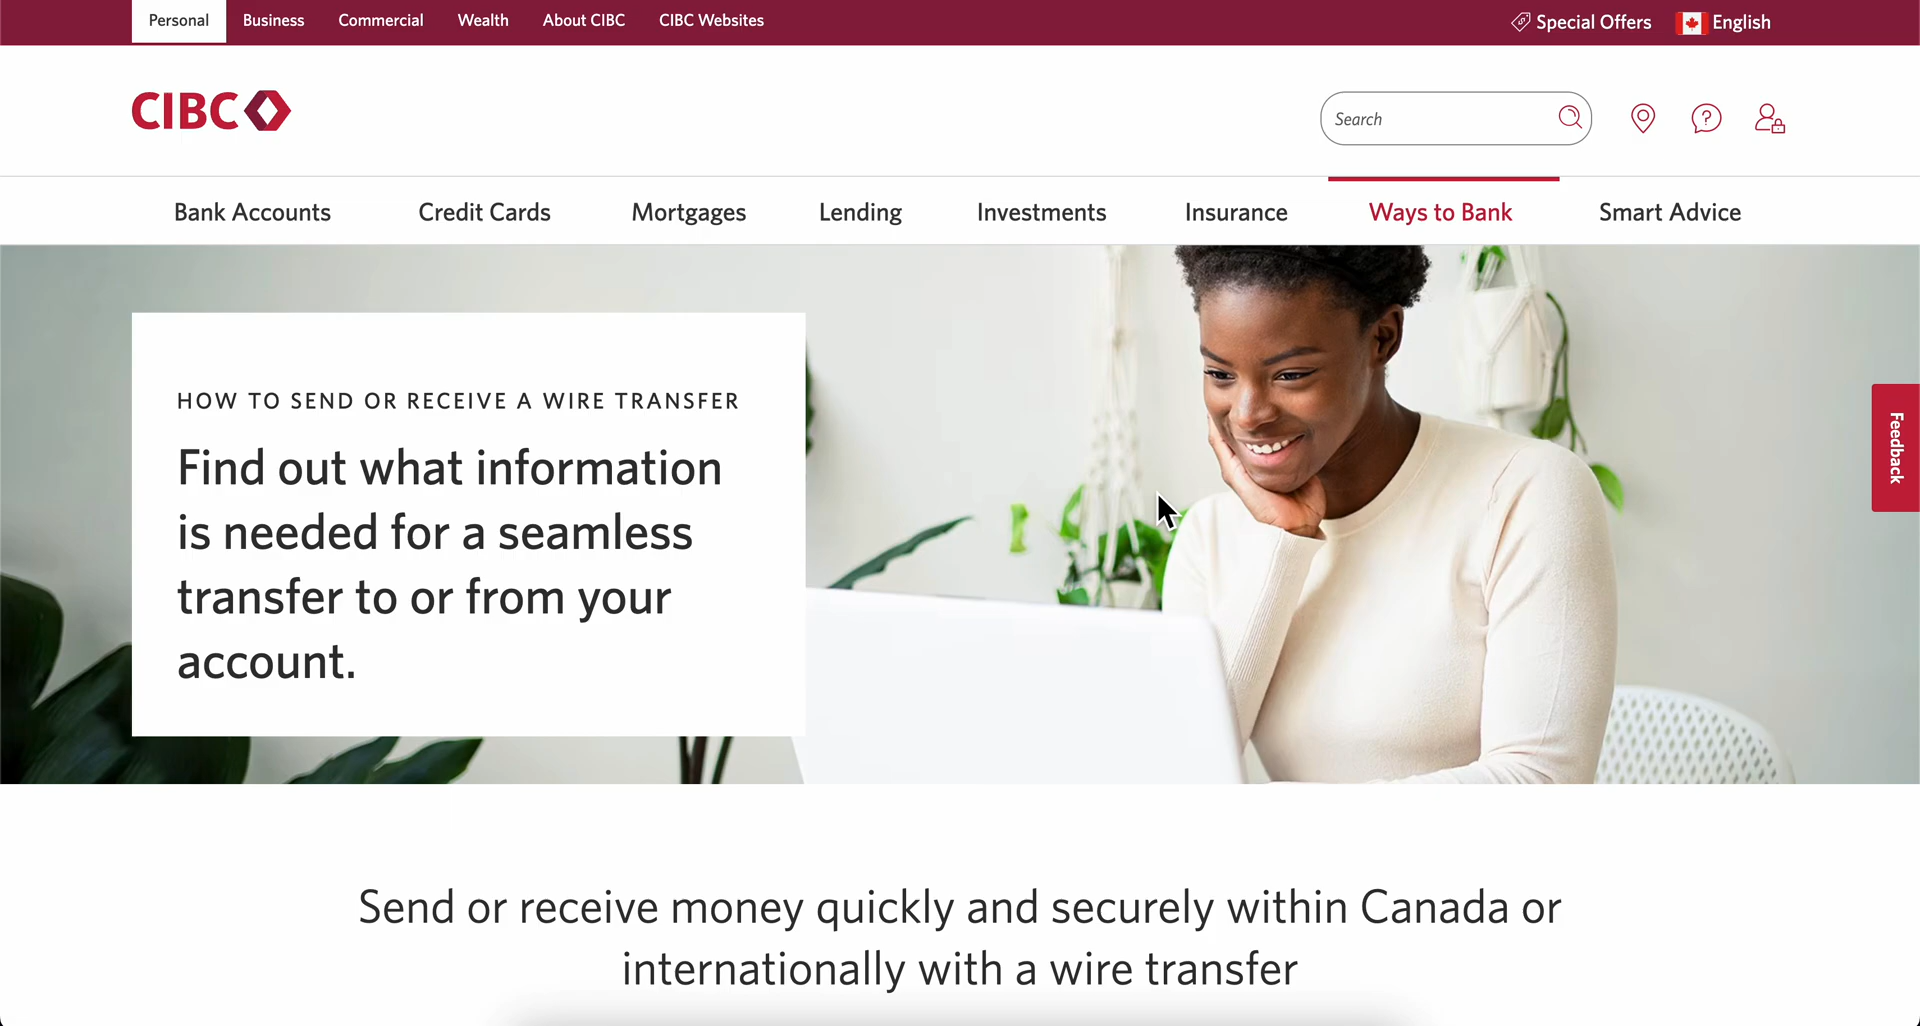 Personal
Business
Commercial
Wealth
About CIBC
CIBC Websites
Special Offers
English
CIBC
Search
Bank Accounts
Credit Cards
Mortgages
Lending
Investments
Insurance
Ways to Bank
Smart Advice
HOW TO SEND OR RECEIVE A WIRE TRANSFER
Find out what information
is needed for a seamless
transfer to or from your
account.
Feedback
Send or receive money quickly and securely within Canada or
internationally with a wire transfer